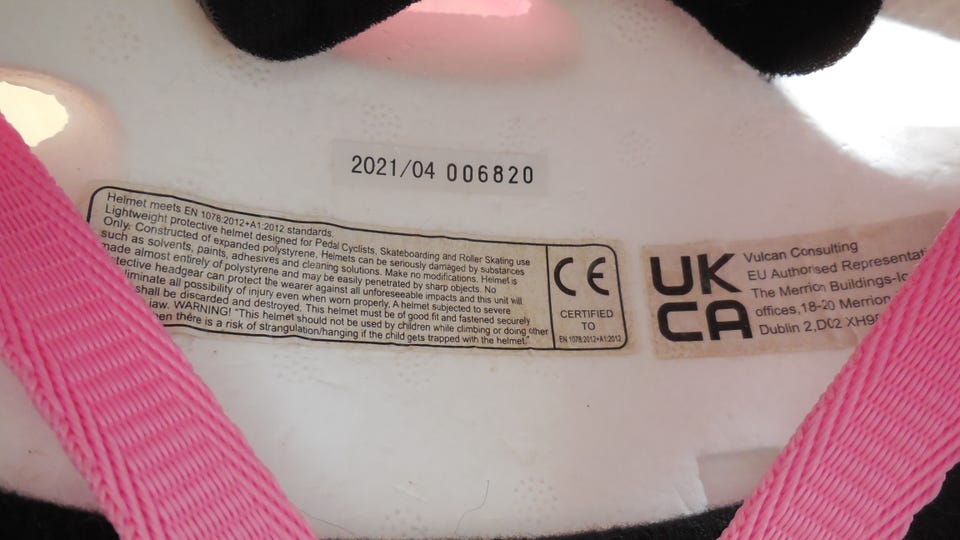 2021/04 006820
Helmet meets EN 1078:2012+A1:2012 standards.
Lightweight protective helmet designed for Pedal Cyclists, Skateboarding and Roller Skating use
Only. Constructed of expanded polystyrene. Helmets can be seriously damaged by substances
such as solvents, paints, adhesives and cleaning solutions. Make no modifications. Helmet is
made almost entirely of polystyrene and may be easily penetrated by sharp objects. No
headgear can protect the wearer against all unforeseeable impacts and this unit will
all possibility of injury even when worn properly. A helmet subjected to severe
shall be discarded and destroyed. This helmet must be of good fit and fastened securely
jaw. WARNING! "This helmet should not be used by children while climbing or doing other
there is a risk of strangulation/hanging if the child gets trapped with the helmet."
CE
CERTIFIED
TO
EN 1078:2012+A1:2012
UK
CA
Vulcan Consulting
EU Authorised
The Merrion
offices, 18-20 Merrion
Dublin 2,